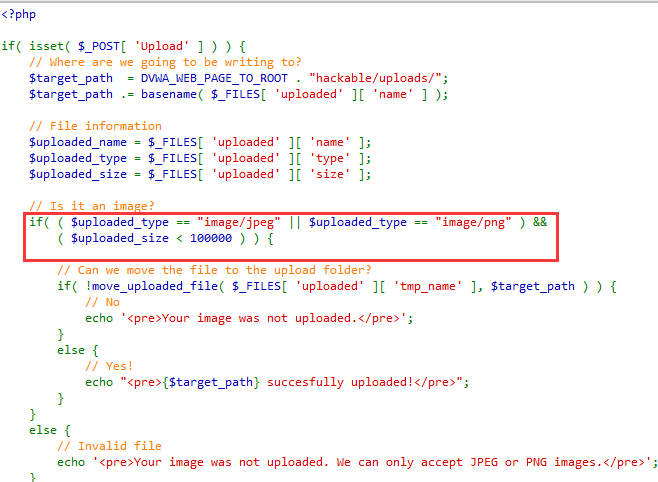 <?php
if( isset( $_POST[ 'Upload' ] ) ) {
// Where are we going to be writing to?
$target_path  = DVWA_WEB_PAGE_TO_ROOT . "hackable/uploads/";
$target_path .= basename( $_FILES[ 'uploaded' ][ 'name' ] );
// File information
$uploaded_name = $_FILES[ 'uploaded' ][ 'name' ];
$uploaded_type = $_FILES[ 'uploaded' ][ 'type' ];
$uploaded_size = $_FILES[ 'uploaded' ][ 'size' ];
// Is it an image?
if( ( $uploaded_type == "image/jpeg" || $uploaded_type == "image/png" ) &&
( $uploaded_size < 100000 ) ) {
// Can we move the file to the upload folder?
if( !move_uploaded_file( $_FILES[ 'uploaded' ][ 'tmp_name' ], $target_path ) ) {
// No
echo '<pre>Your image was not uploaded.</pre>';
}
else {
// Yes!
echo "<pre>{$target_path} succesfully uploaded!</pre>";
}
}
else {
// Invalid file
echo '<pre>Your image was not uploaded. We can only accept JPEG or PNG images.</pre>';
}